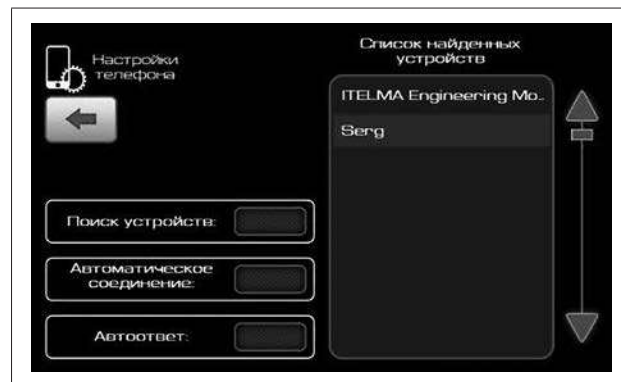 Настройки
телефона
Список найденных
устройств
ITELMA Engineering Mo..
Serg
Поиск устройств:
Автоматическое
соединение:
Автоответ: